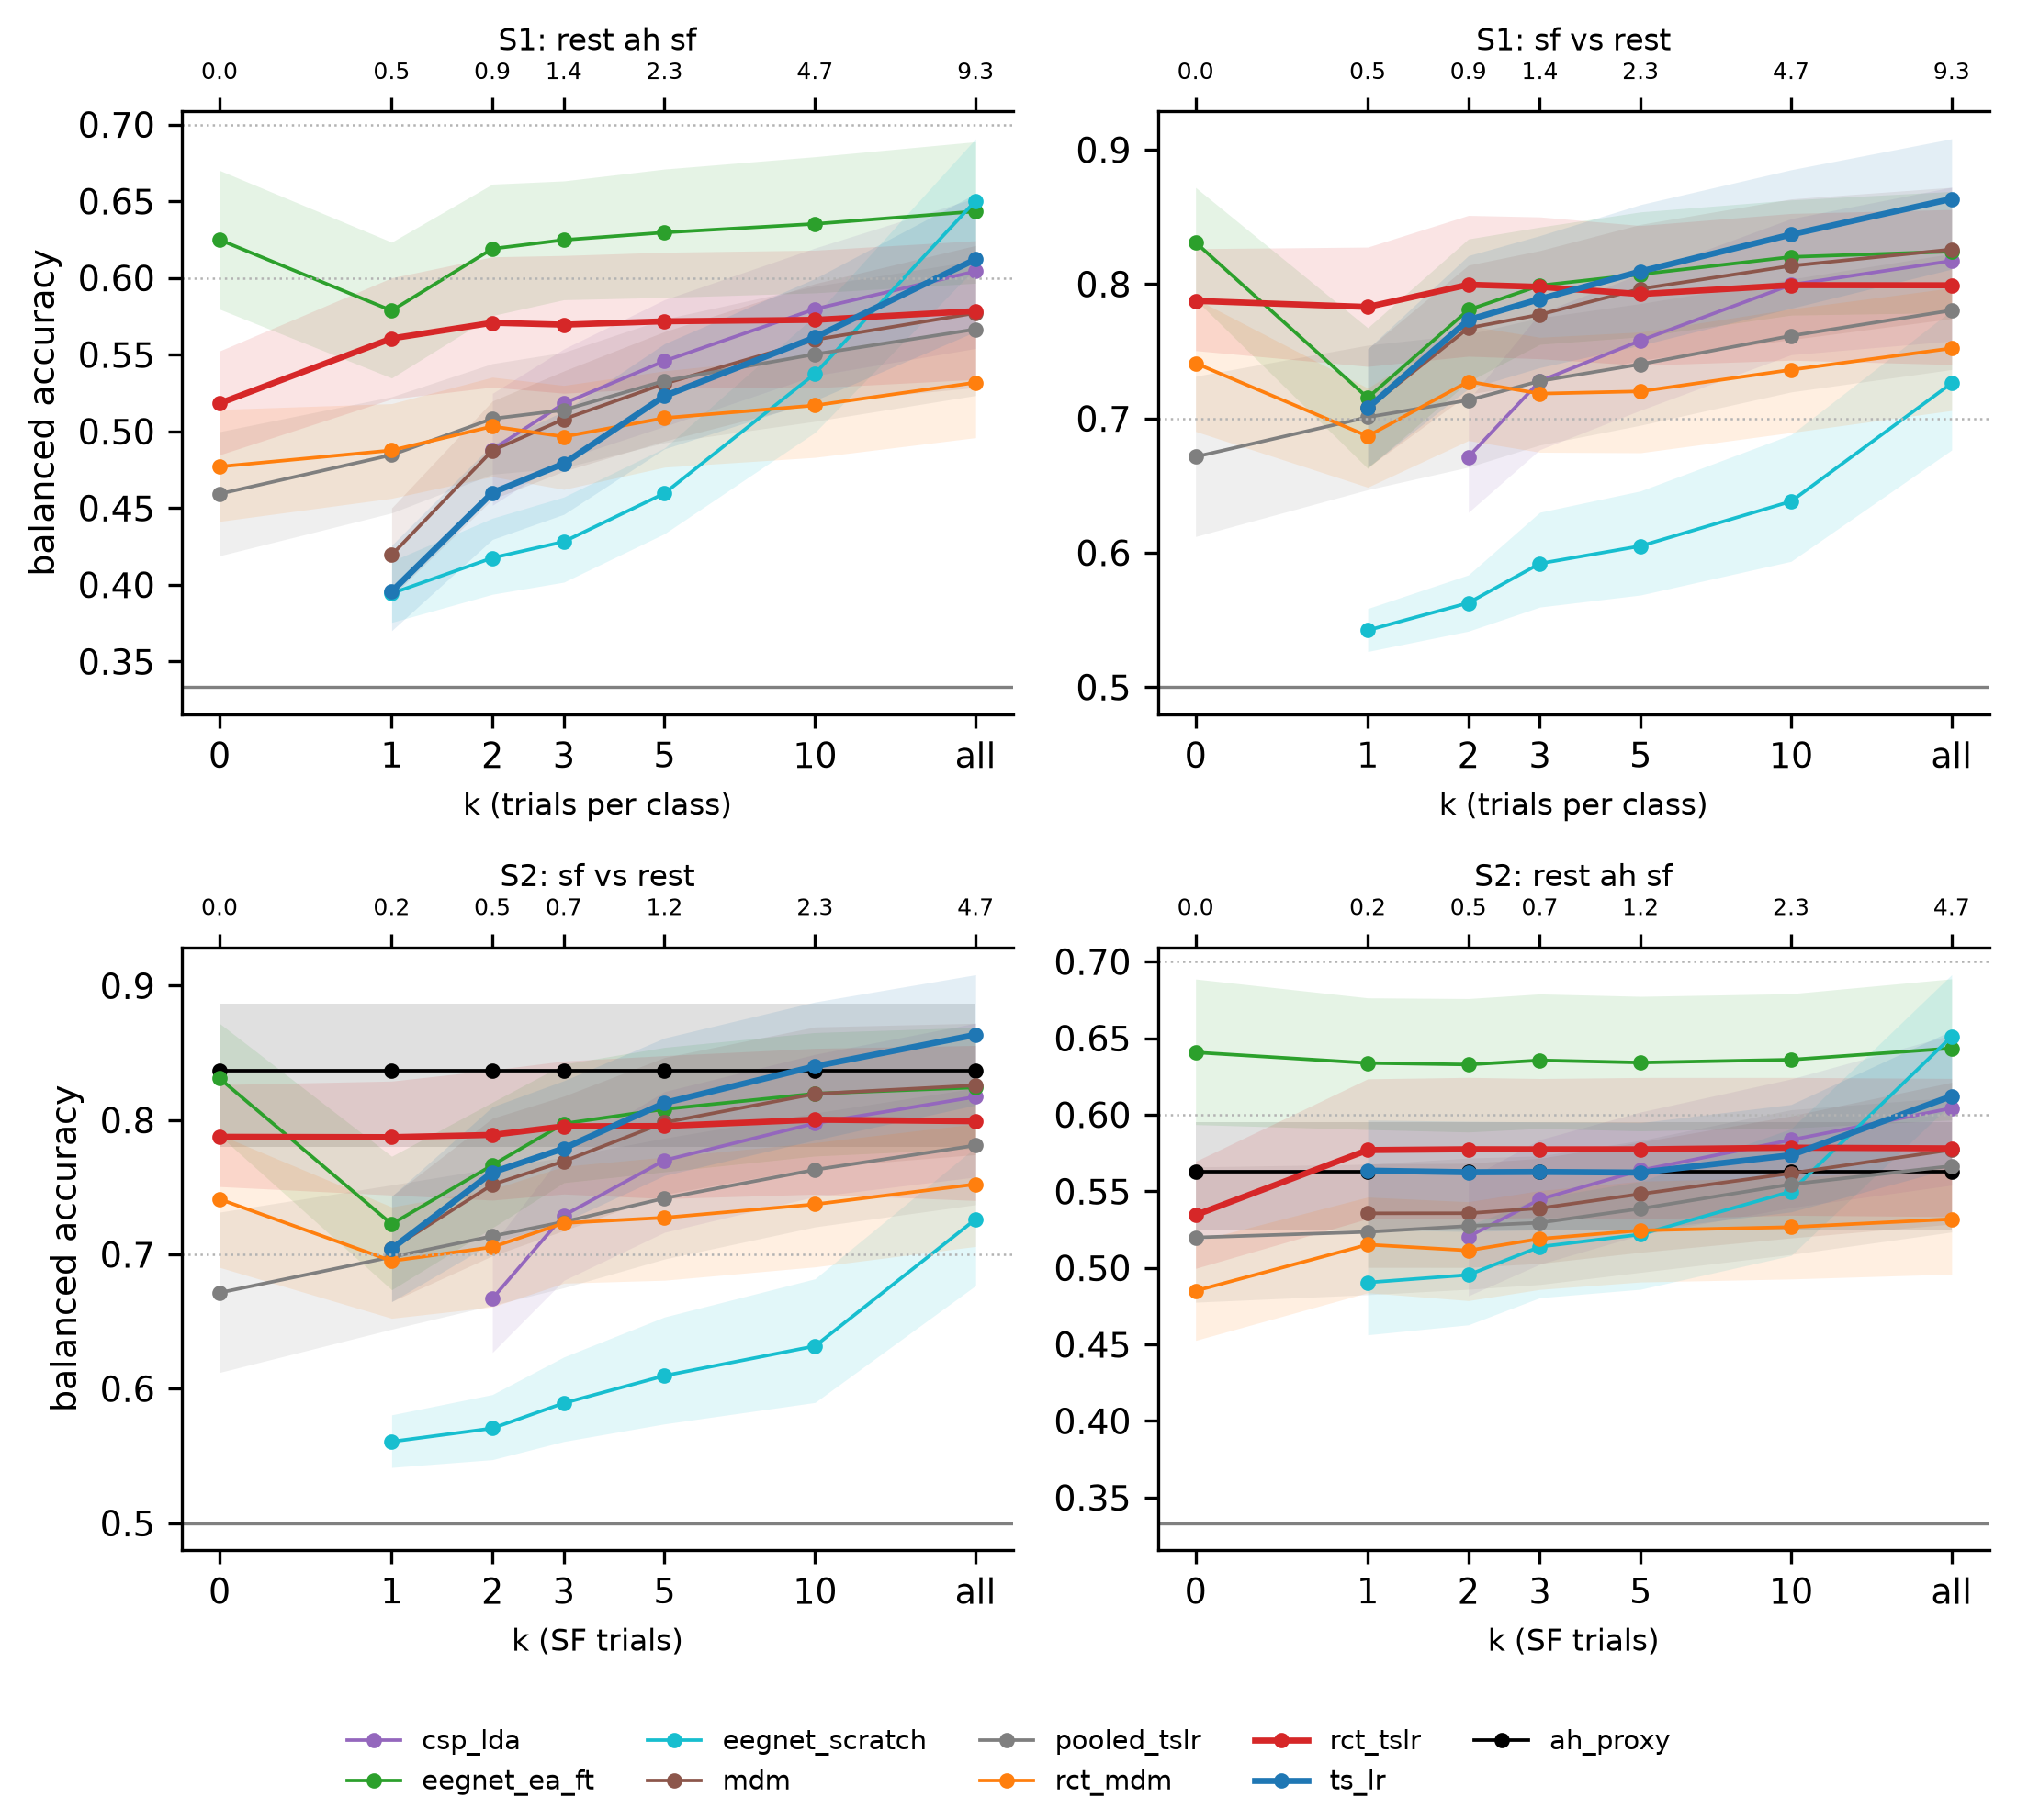 S1: rest ah sf
0.0 0.5 0.9 1.4 2.3 4.7 9.3
0.70
0.65
0.60
0.55
0.50
0.45
0.40
0.35
balanced accuracy
0 1 2 3 5 10 all
k (trials per class)
S1: sf vs rest
0.0 0.5 0.9 1.4 2.3 4.7 9.3
0.9
0.8
0.7
0.6
0.5
0 1 2 3 5 10 all
k (trials per class)
S2: sf vs rest
0.0 0.2 0.5 0.7 1.2 2.3 4.7
0.9
0.8
0.7
0.6
0.5
balanced accuracy
0 1 2 3 5 10 all
k (SF trials)
S2: rest ah sf
0.0 0.2 0.5 0.7 1.2 2.3 4.7
0.70
0.65
0.60
0.55
0.50
0.45
0.40
0.35
0 1 2 3 5 10 all
k (SF trials)
csp_lda eegnet_scratch pooled_tslr rct_tslr ah_proxy
eegnet_ea_ft mdm rct_mdm ts_lr